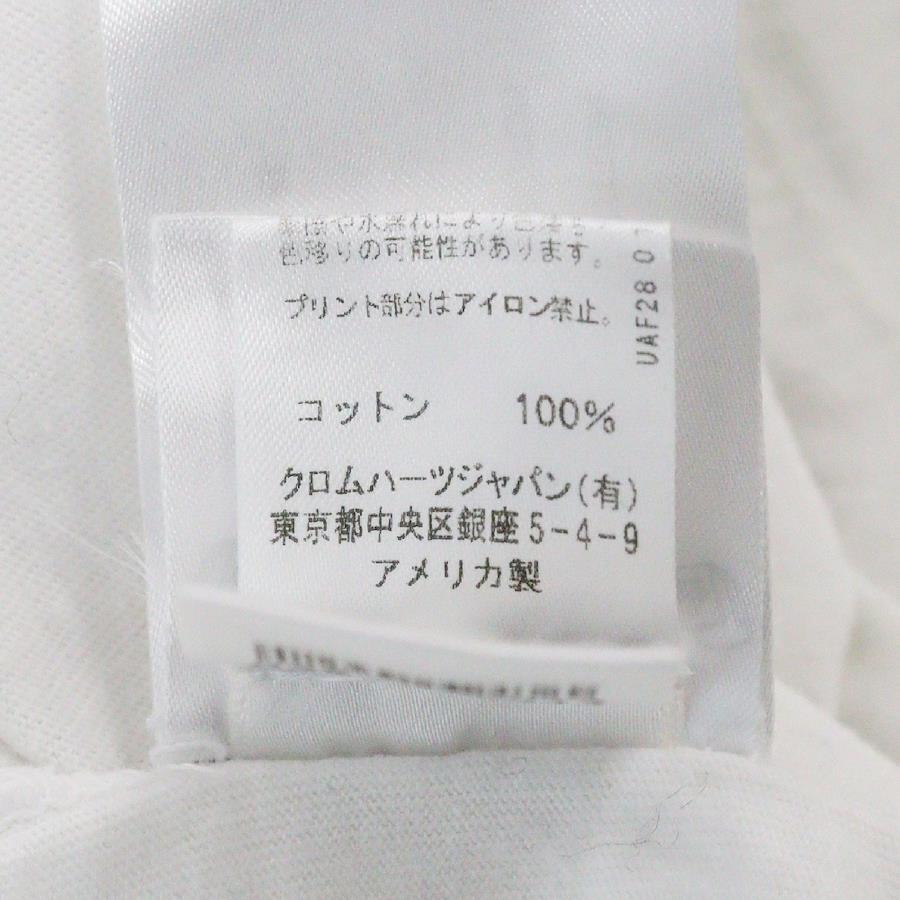 色移りの可能性があります。
プリント部分はアイロン禁止。
コットン 100%
クロムハーツジャパン(有)
東京都中央区銀座5-4-9
アメリカ製
UAF28 0